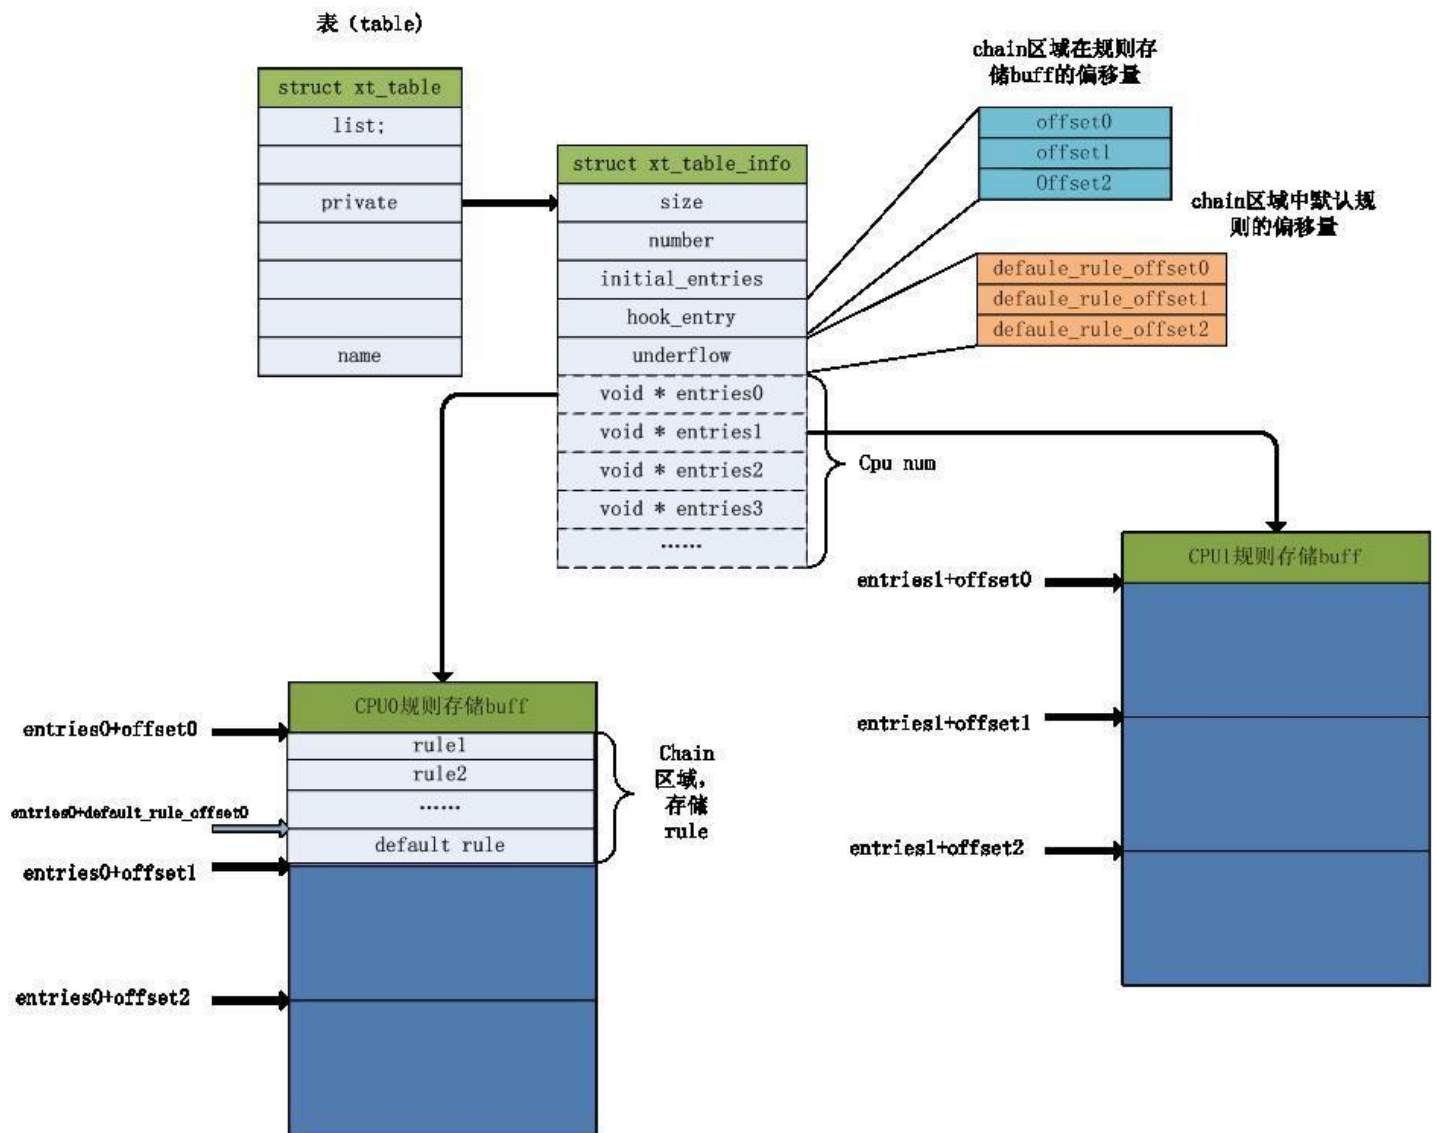 表（table）
struct xt_table
list;
private
name
struct xt_table_info
size
number
initial_entries
hook_entry
underflow
void * entries0
void * entries1
void * entries2
void * entries3
……
Cpu num
chain区域在规则存
储buff的偏移量
offset0
offset1
Offset2
chain区域中默认规
则的偏移量
defaule_rule_offset0
defaule_rule_offset1
defaule_rule_offset2
CPU1规则存储buff
entries1+offset0
entries1+offset1
entries1+offset2
CPU0规则存储buff
entries0+offset0
rule1
rule2
……
entries0+default_rule_offset0
default rule
entries0+offset1
entries0+offset2
Chain
区域，
存储
rule